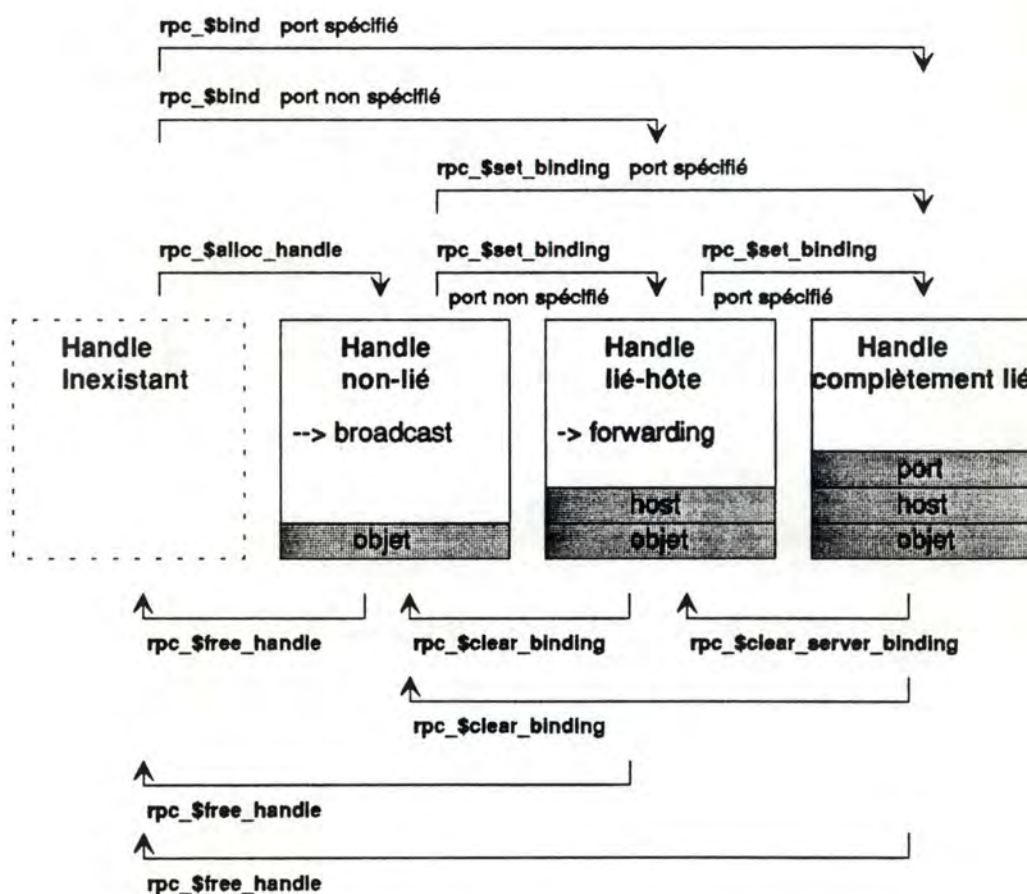 rpc_$bind port spécifié
rpc_$bind port non spécifié
rpc_$set_binding port spécifié
rpc_$alloc_handle
rpc_$set_binding
port non spécifié
rpc_$set_binding
port spécifié
Handle
Inexistant
Handle
non-lié
--> broadcast
objet
Handle
lié-hôte
-> forwarding
host
objet
Handle
complètement lié
port
host
objet
rpc_$free_handle
rpc_$clear_binding
rpc_$clear_server_binding
rpc_$clear_binding
rpc_$free_handle
rpc_$free_handle